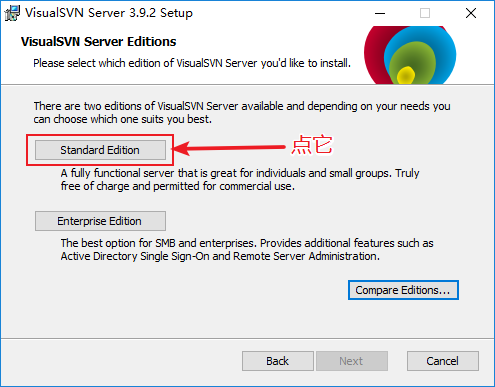 VisualSVN Server 3.9.2 Setup
VisualSVN Server Editions
Please select which edition of VisualSVN Server you'd like to install.
There are two editions of VisualSVN Server available and depending on your needs you
can choose which one suits you best.
Standard Edition
点它
A fully functional server that is great for individuals and small groups. Truly
free of charge and permitted for commercial use.
Enterprise Edition
The best option for SMB and enterprises. Provides additional features such as
Active Directory Single Sign-On and Remote Server Administration.
Compare Editions...
Back
Next
Cancel